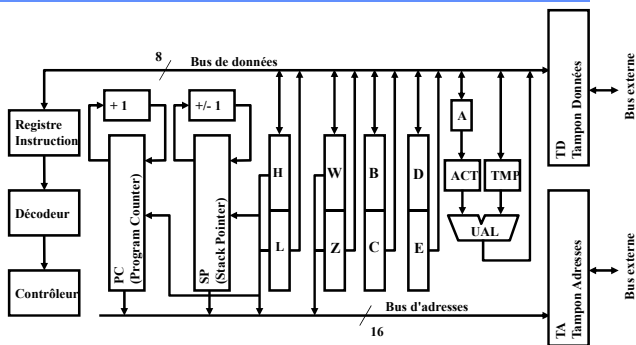 8
Bus de données
+ 1
+/- 1
Registre
Instruction
Décodeur
Contrôleur
PC
(Program Counter)
SP
(Stack Pointer)
H
L
W
Z
B
C
D
E
A
ACT
TMP
UAL
TD
Tampon Données
Bus externe
TA
Tampon Adresses
Bus externe
Bus d'adresses
16